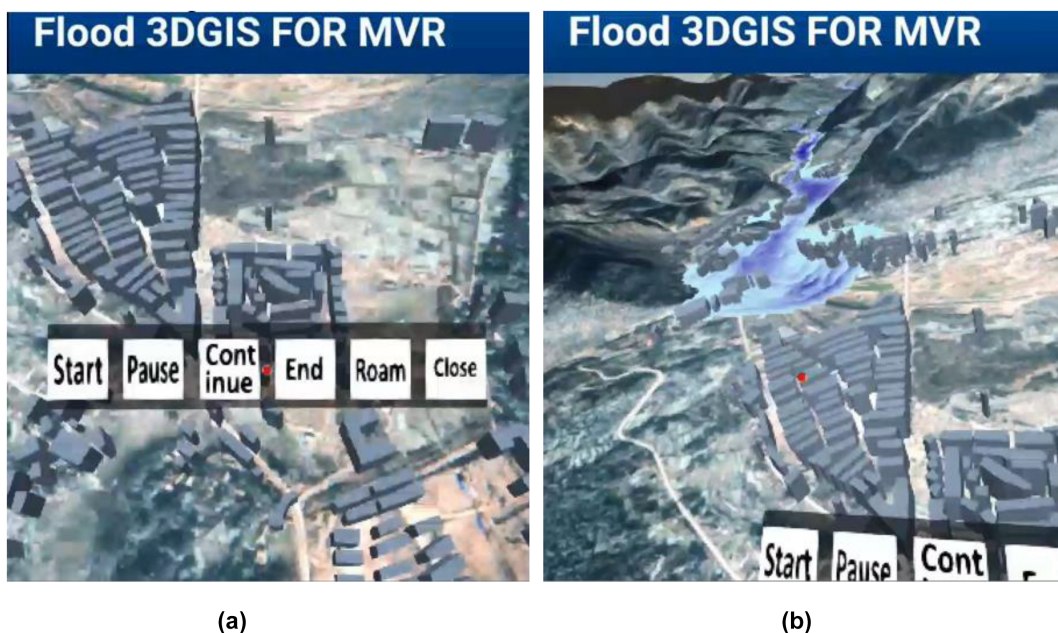 Flood 3DGIS FOR MVR
Start
Pause
Cont
inue
End
Roam
Close
(a)
Flood 3DGIS FOR MVR
Start
Pause
Cont
(b)